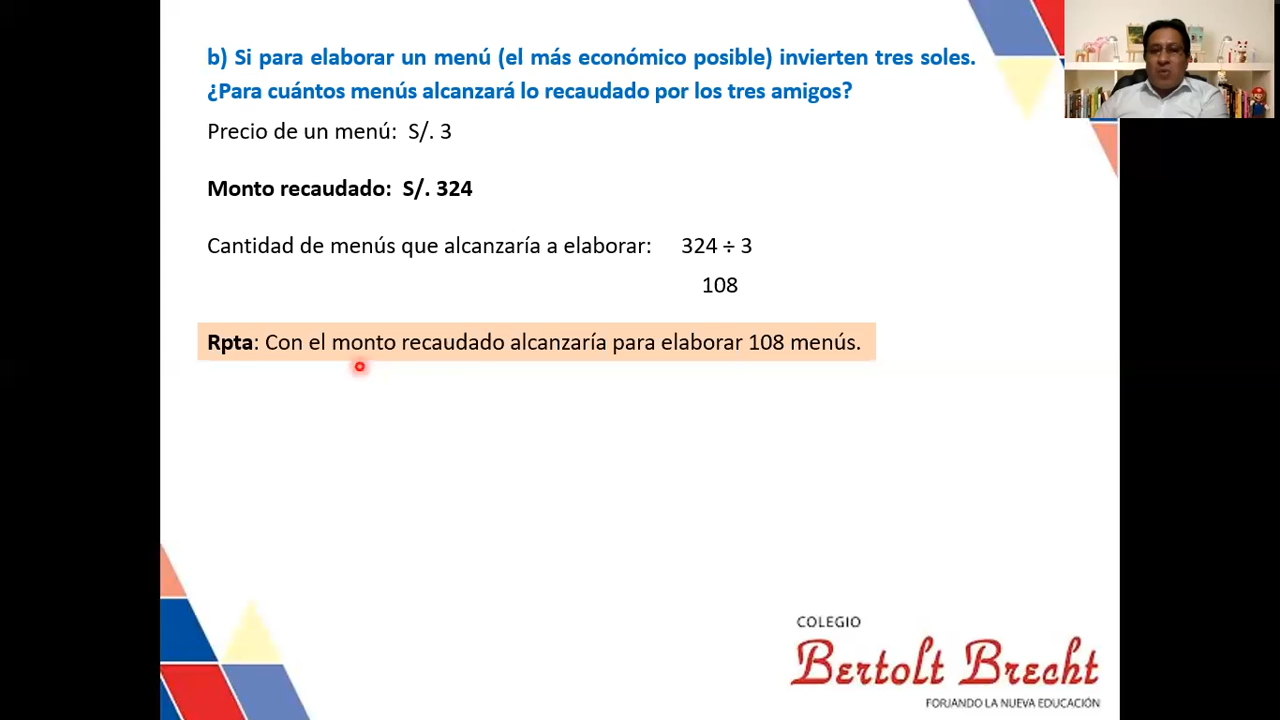 b) Si para elaborar un menú (el más económico posible) invierten tres soles.
¿Para cuántos menús alcanzará lo recaudado por los tres amigos?
Precio de un menú: S/. 3
Monto recaudado: S/. 324
Cantidad de menús que alcanzaría a elaborar: 324 ÷ 3
108
Rpta: Con el monto recaudado alcanzaría para elaborar 108 menús.
COLEGIO
Bertolt Brecht
FORJANDO LA NUEVA EDUCACIÓN